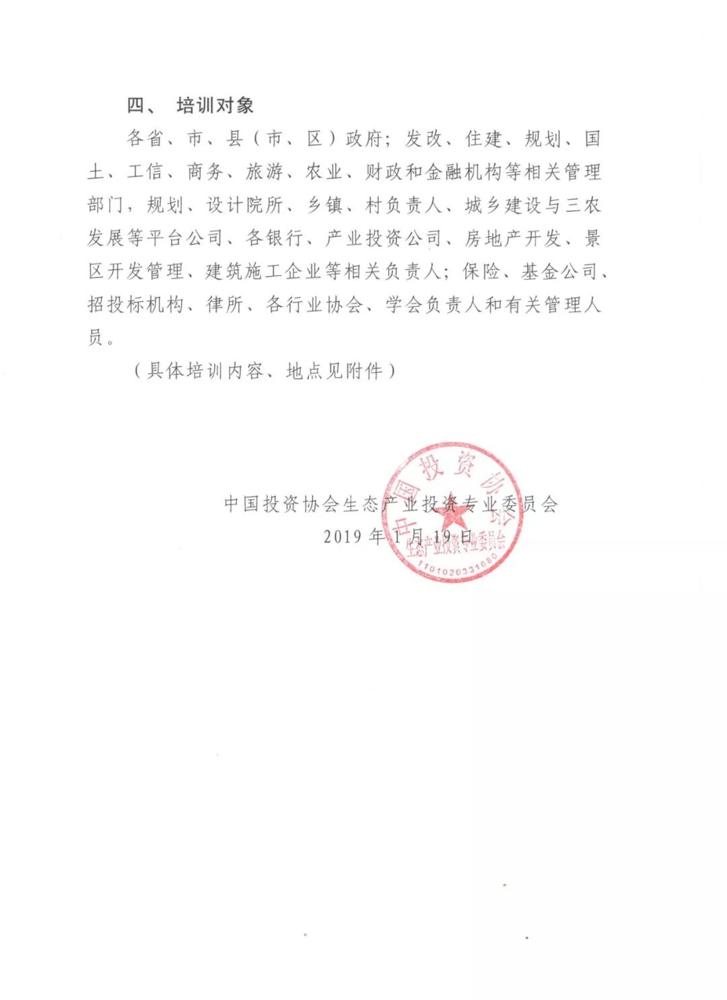 四、 培训对象
各省、市、县（市、区）政府；发改、住建、规划、国
土、工信、商务、旅游、农业、财政和金融机构等相关管理
部门，规划、设计院所、乡镇、村负责人、城乡建设与三农
发展等平台公司、各银行、产业投资公司、房地产开发、景
区开发管理、建筑施工企业等相关负责人；保险、基金公司、
招投标机构、律所、各行业协会、学会负责人和有关管理人
员。
（具体培训内容、地点见附件）
中国投资协会生态产业投资专业委员会
2019年1月19日
中国投资协会
生态产业投资专业委员会
1101020331680